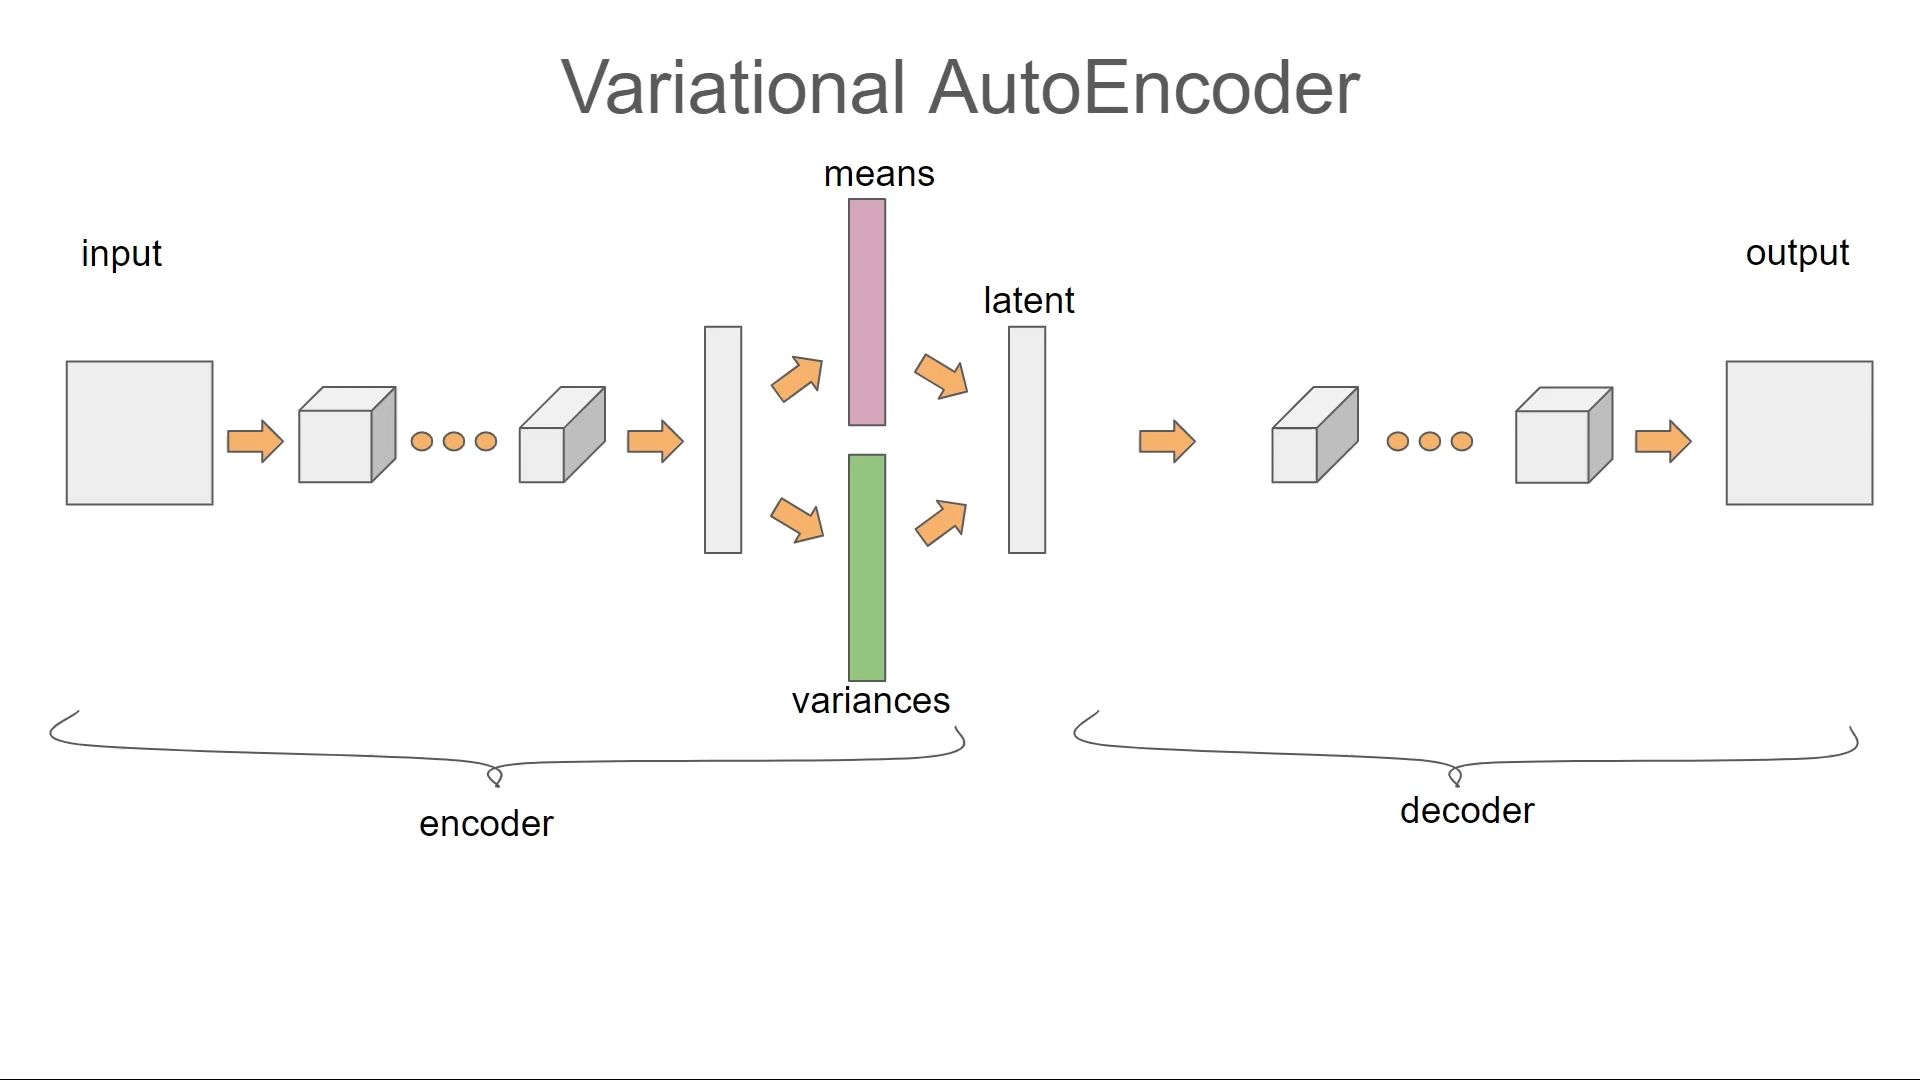 Variational AutoEncoder
means
input
output
latent
variances
encoder
decoder